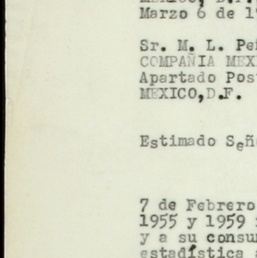 Marzo 6 de 1
Sr. M. L. Pe
COMPAÑIA MEX
Apartado Pos
MEXICO,D.F.
Estimado Señ
7 de Febrero
1955 y 1959
y a su consu
estadística